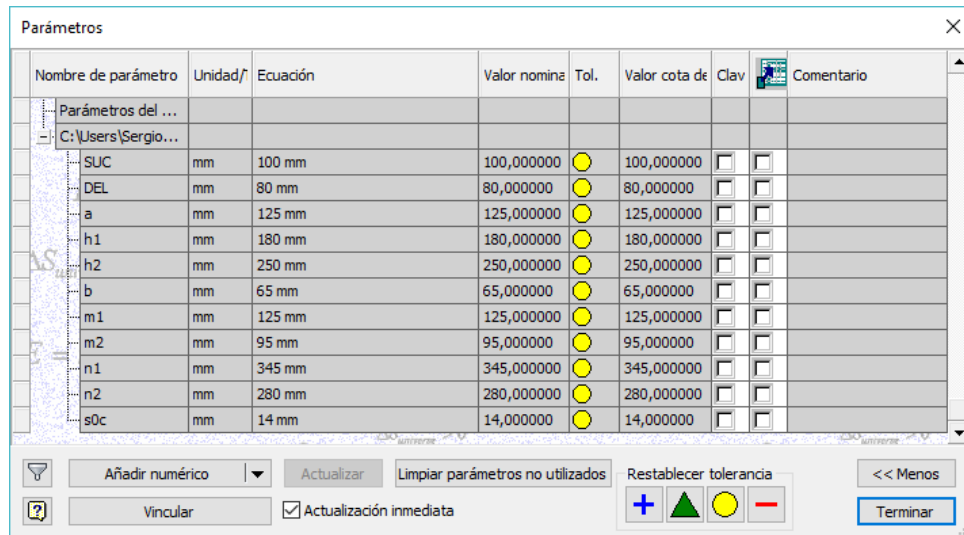 Parámetros
Nombre de parámetro Unidad/T Ecuación Valor nomina Tol. Valor cota de Clav Comentario
Parámetros del ...
C:\Users\Sergio...
SUC mm 100 mm 100,000000 100,000000
DEL mm 80 mm 80,000000 80,000000
a mm 125 mm 125,000000 125,000000
h1 mm 180 mm 180,000000 180,000000
h2 mm 250 mm 250,000000 250,000000
b mm 65 mm 65,000000 65,000000
m1 mm 125 mm 125,000000 125,000000
m2 mm 95 mm 95,000000 95,000000
n1 mm 345 mm 345,000000 345,000000
n2 mm 280 mm 280,000000 280,000000
s0c mm 14 mm 14,000000 14,000000
Añadir numérico Actualizar Limpiar parámetros no utilizados Restablecer tolerancia << Menos
Vincular Actualización inmediata Terminar